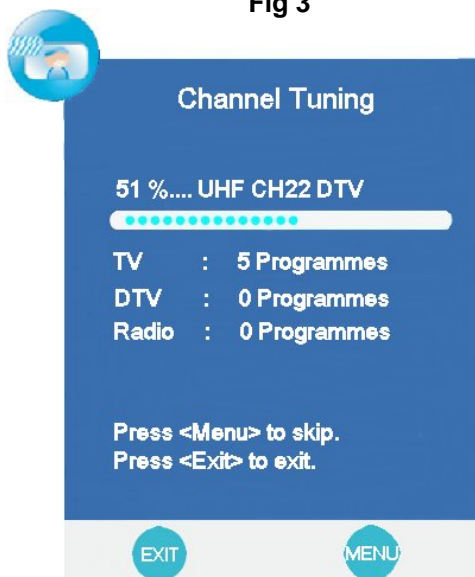 Fig 3
Channel Tuning
51 %.... UHF CH22 DTV
TV : 5 Programmes
DTV : 0 Programmes
Radio : 0 Programmes
Press <Menu> to skip.
Press <Exit> to exit.
EXIT MENU